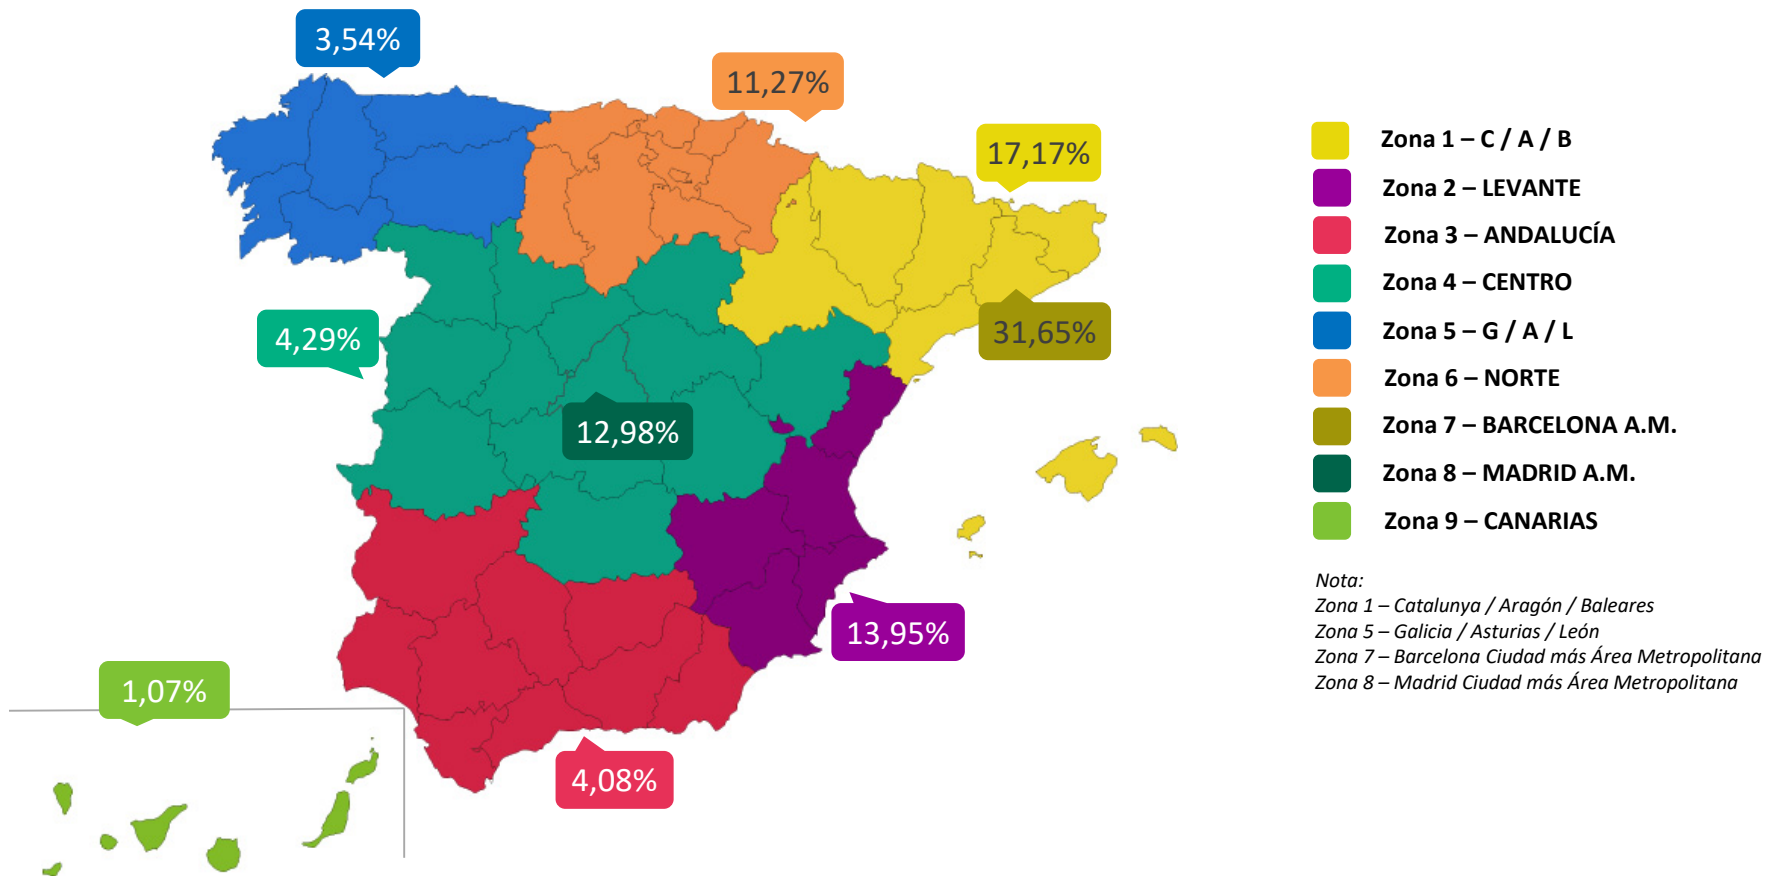 3,54%
11,27%
17,17%
4,29%
31,65%
12,98%
13,95%
1,07%
4,08%
Zona 1 – C / A / B
Zona 2 – LEVANTE
Zona 3 – ANDALUCÍA
Zona 4 – CENTRO
Zona 5 – G / A / L
Zona 6 – NORTE
Zona 7 – BARCELONA A.M.
Zona 8 – MADRID A.M.
Zona 9 – CANARIAS
Nota:
Zona 1 – Catalunya / Aragón / Baleares
Zona 5 – Galicia / Asturias / León
Zona 7 – Barcelona Ciudad más Área Metropolitana
Zona 8 – Madrid Ciudad más Área Metropolitana